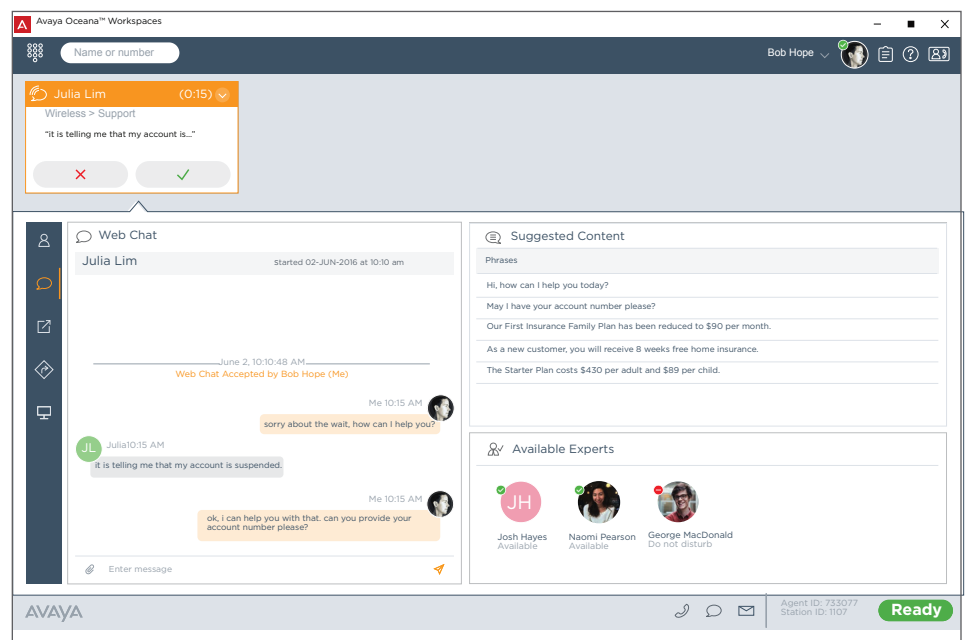 Avaya Oceana™ Workspaces
Name or number
Bob Hope
Julia Lim (0:15)
Wireless > Support
"it is telling me that my account is..."
Web Chat
Julia Lim Started 02-JUN-2016 at 10:10 am
June 2, 10:10:48 AM
Web Chat Accepted by Bob Hope (Me)
Me 10:15 AM
sorry about the wait, how can I help you?
JL Julia10:15 AM
it is telling me that my account is suspended.
Me 10:15 AM
ok, i can help you with that. can you provide your
account number please?
Enter message
Suggested Content
Phrases
Hi, how can I help you today?
May I have your account number please?
Our First Insurance Family Plan has been reduced to $90 per month.
As a new customer, you will receive 8 weeks free home insurance.
The Starter Plan costs $430 per adult and $89 per child.
Available Experts
JH
Josh Hayes
Available
Naomi Pearson
Available
George MacDonald
Do not disturb
AVAYA
Agent ID: 733077
Station ID: 1107
Ready